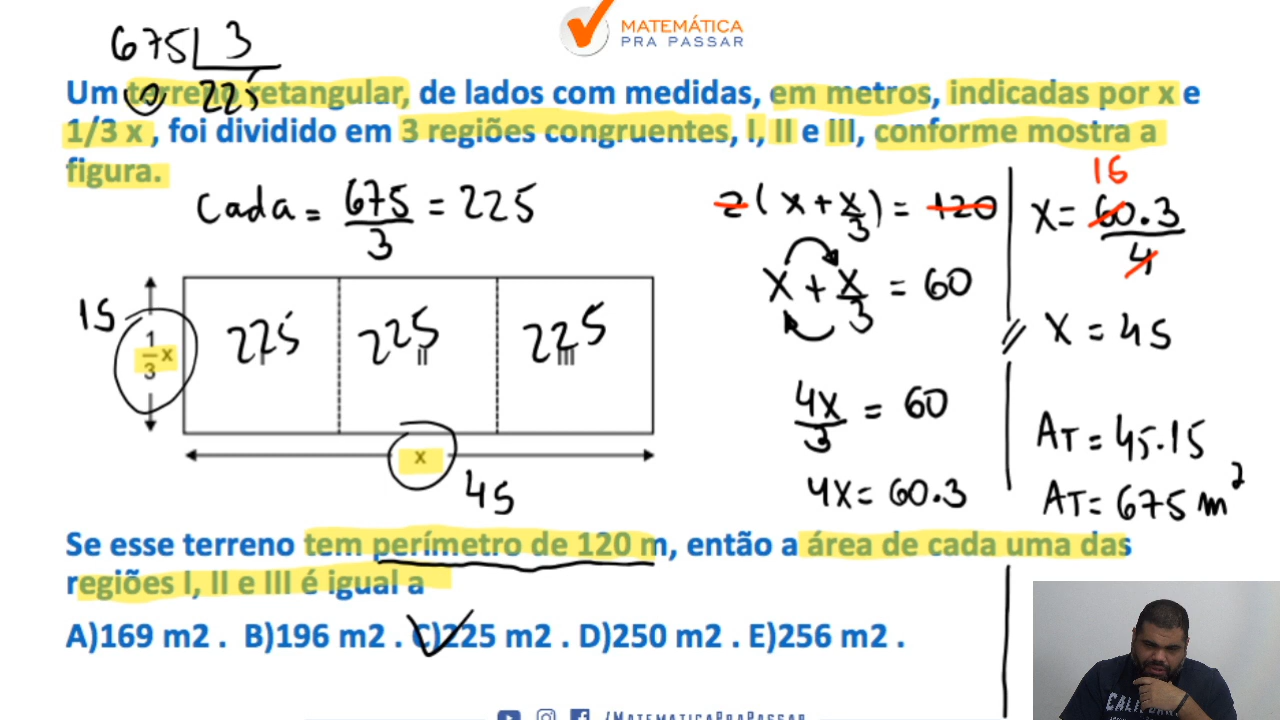 MATEMÁTICA
PRA PASSAR
675 3
0 225
Um terreno retangular, de lados com medidas, em metros, indicadas por x e
1/3 x , foi dividido em 3 regiões congruentes, I, II e III, conforme mostra a
figura.
Cada = 675/3 = 225
15
1/3 x
225
225
II
225
III
x
45
2(x + x/3) = 120
x + x/3 = 60
4x/3 = 60
4x = 60.3
15
x = 60.3/4
// x = 45
AT = 45.15
AT = 675 m²
Se esse terreno tem perímetro de 120 m, então a área de cada uma das
regiões I, II e III é igual a
A)169 m2 . B)196 m2 . C)225 m2 . D)250 m2 . E)256 m2 .
/MATEMATICAPRAPASSAR